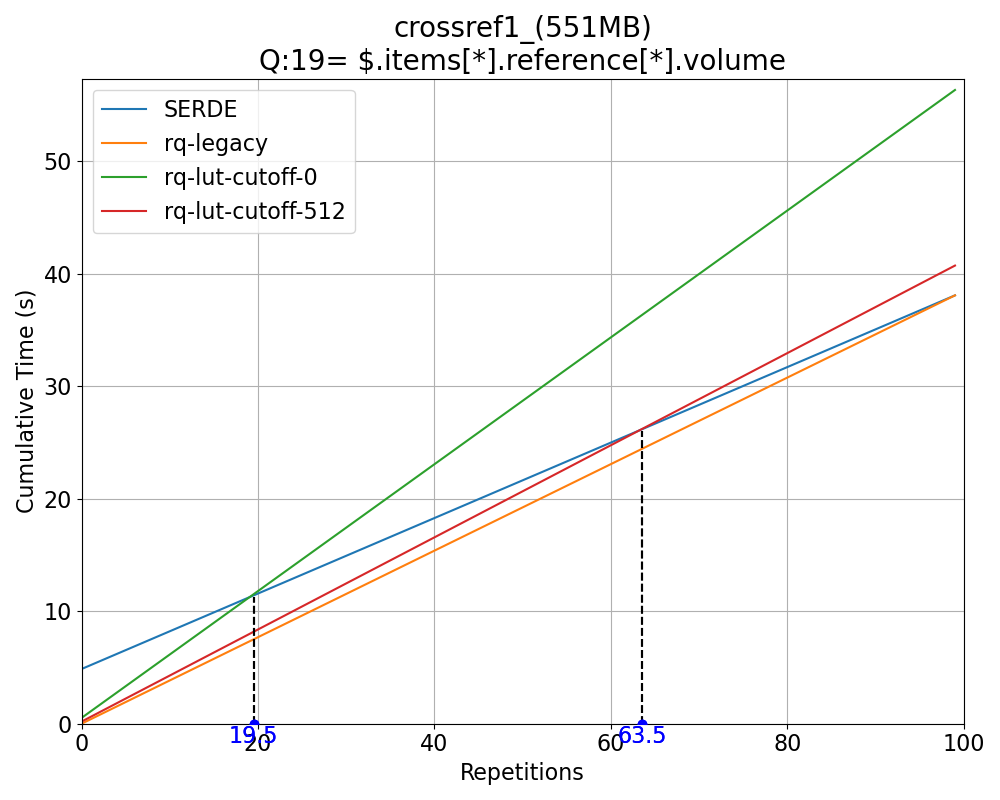 crossref1_(551MB)
Q:19= $.items[*].reference[*].volume
SERDE
rq-legacy
rq-lut-cutoff-0
rq-lut-cutoff-512
Cumulative Time (s)
50
40
30
20
10
0
0
20
40
60
80
100
19.5
63.5
Repetitions